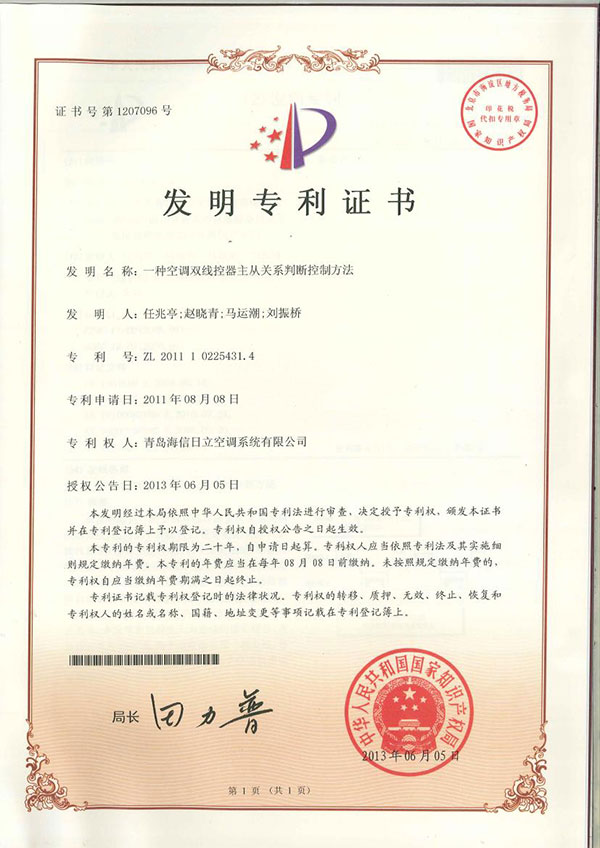 证书号第1207096号
北京市海淀区地方税务局
印花税
代扣专用章
国家知识产权局
发明专利证书
发明名称：一种空调双线控器主从关系判断控制方法
发明人：任兆亭;赵晓青;马运潮;刘振桥
专利号：ZL 2011 1 0225431.4
专利申请日：2011年08月08日
专利权人：青岛海信日立空调系统有限公司
授权公告日：2013年06月05日
本发明经过本局依照中华人民共和国专利法进行审查，决定授予专利权，颁发本证书
并在专利登记簿上予以登记。专利权自授权公告之日起生效。
本专利的专利权期限为二十年，自申请日起算。专利权人应当依照专利法及其实施细
则规定缴纳年费。本专利的年费应当在每年08月08日前缴纳。未按照规定缴纳年费的，
专利权自应当缴纳年费期满之日起终止。
专利证书记载专利权登记时的法律状况。专利权的转移、质押、无效、终止、恢复和
专利权人的姓名或名称、国籍、地址变更等事项记载在专利登记簿上。
局长 田力普
中华人民共和国国家知识产权局
2013年06月05日
第1页（共1页）